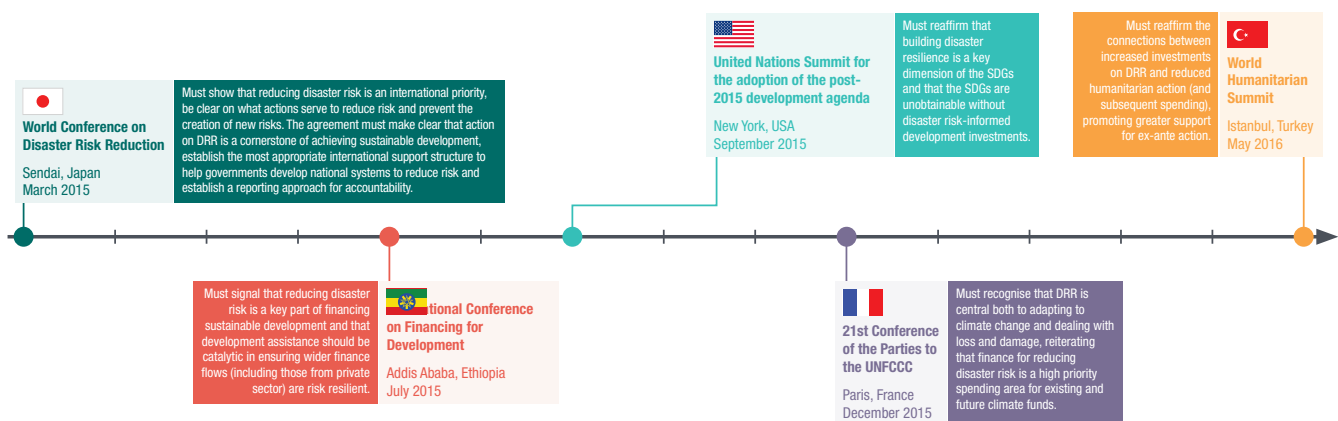 World Conference on
Disaster Risk Reduction
Sendai, Japan
March 2015
Must show that reducing disaster risk is an international priority,
be clear on what actions serve to reduce risk and prevent the
creation of new risks. The agreement must make clear that action
on DRR is a cornerstone of achieving sustainable development,
establish the most appropriate international support structure to
help governments develop national systems to reduce risk and
establish a reporting approach for accountability.
Must signal that reducing disaster
risk is a key part of financing
sustainable development and that
development assistance should be
catalytic in ensuring wider finance
flows (including those from private
sector) are risk resilient.
tional Conference
on Financing for
Development
Addis Ababa, Ethiopia
July 2015
United Nations Summit for
the adoption of the post-
2015 development agenda
New York, USA
September 2015
Must reaffirm that
building disaster
resilience is a key
dimension of the SDGs
and that the SDGs are
unobtainable without
disaster risk-informed
development investments.
21st Conference
of the Parties to
the UNFCCC
Paris, France
December 2015
Must recognise that DRR is
central both to adapting to
climate change and dealing with
loss and damage, reiterating
that finance for reducing
disaster risk is a high priority
spending area for existing and
future climate funds.
Must reaffirm the
connections between
increased investments
on DRR and reduced
humanitarian action (and
subsequent spending),
promoting greater support
for ex-ante action.
World
Humanitarian
Summit
Istanbul, Turkey
May 2016